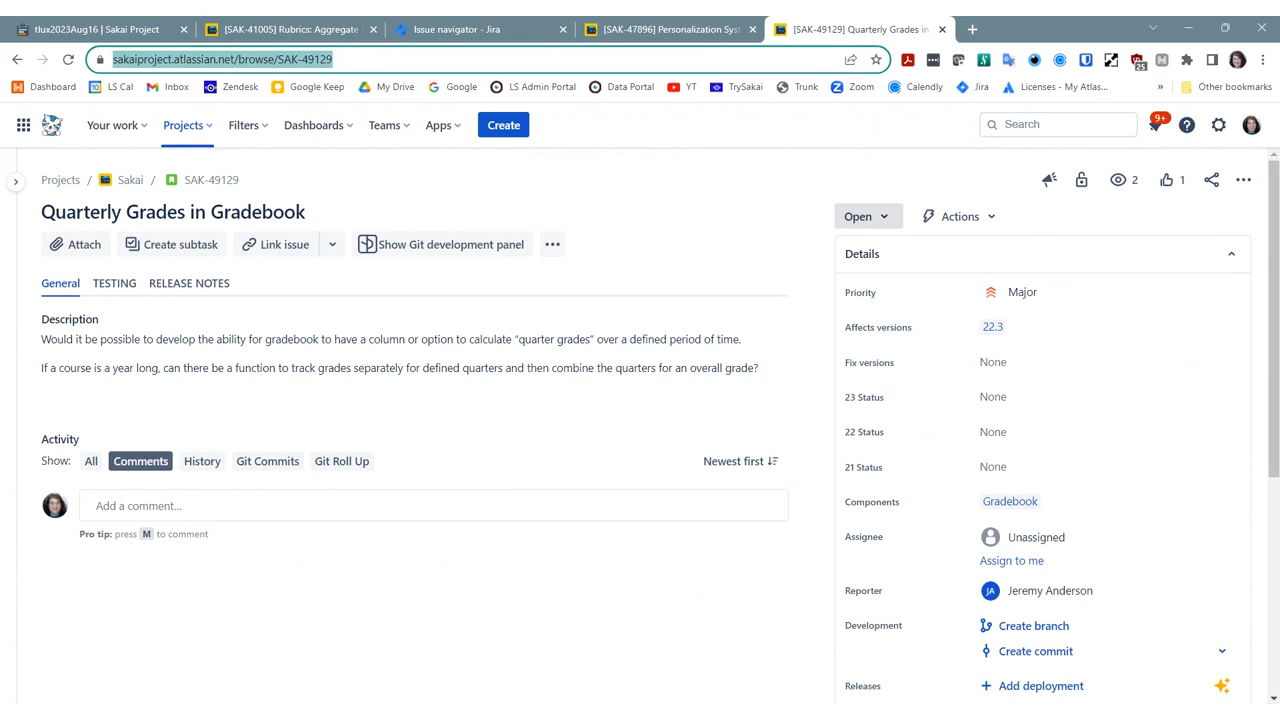 tlux2023Aug16 | Sakai Project
[SAK-41005] Rubrics: Aggregate
Issue navigator - Jira
[SAK-47896] Personalization Syst
[SAK-49129] Quarterly Grades in
sakaiproject.atlassian.net/browse/SAK-49129
25
Dashboard
LS Cal
Inbox
Zendesk
Google Keep
My Drive
Google
LS Admin Portal
Data Portal
YT
TrySakai
Trunk
Zoom
Calendly
Jira
Licenses - My Atlas...
»
Other bookmarks
Your work
Projects
Filters
Dashboards
Teams
Apps
Create
Search
9+
Projects / Sakai / SAK-49129
2
1
Quarterly Grades in Gradebook
Open
Actions
Attach
Create subtask
Link issue
Show Git development panel
General
TESTING
RELEASE NOTES
Description
Would it be possible to develop the ability for gradebook to have a column or option to calculate “quarter grades” over a defined period of time.
If a course is a year long, can there be a function to track grades separately for defined quarters and then combine the quarters for an overall grade?
Activity
Show:
All
Comments
History
Git Commits
Git Roll Up
Newest first
Add a comment...
Pro tip: press M to comment
Details
Priority
Major
Affects versions
22.3
Fix versions
None
23 Status
None
22 Status
None
21 Status
None
Components
Gradebook
Assignee
Unassigned
Assign to me
Reporter
JA
Jeremy Anderson
Development
Create branch
Create commit
Releases
Add deployment